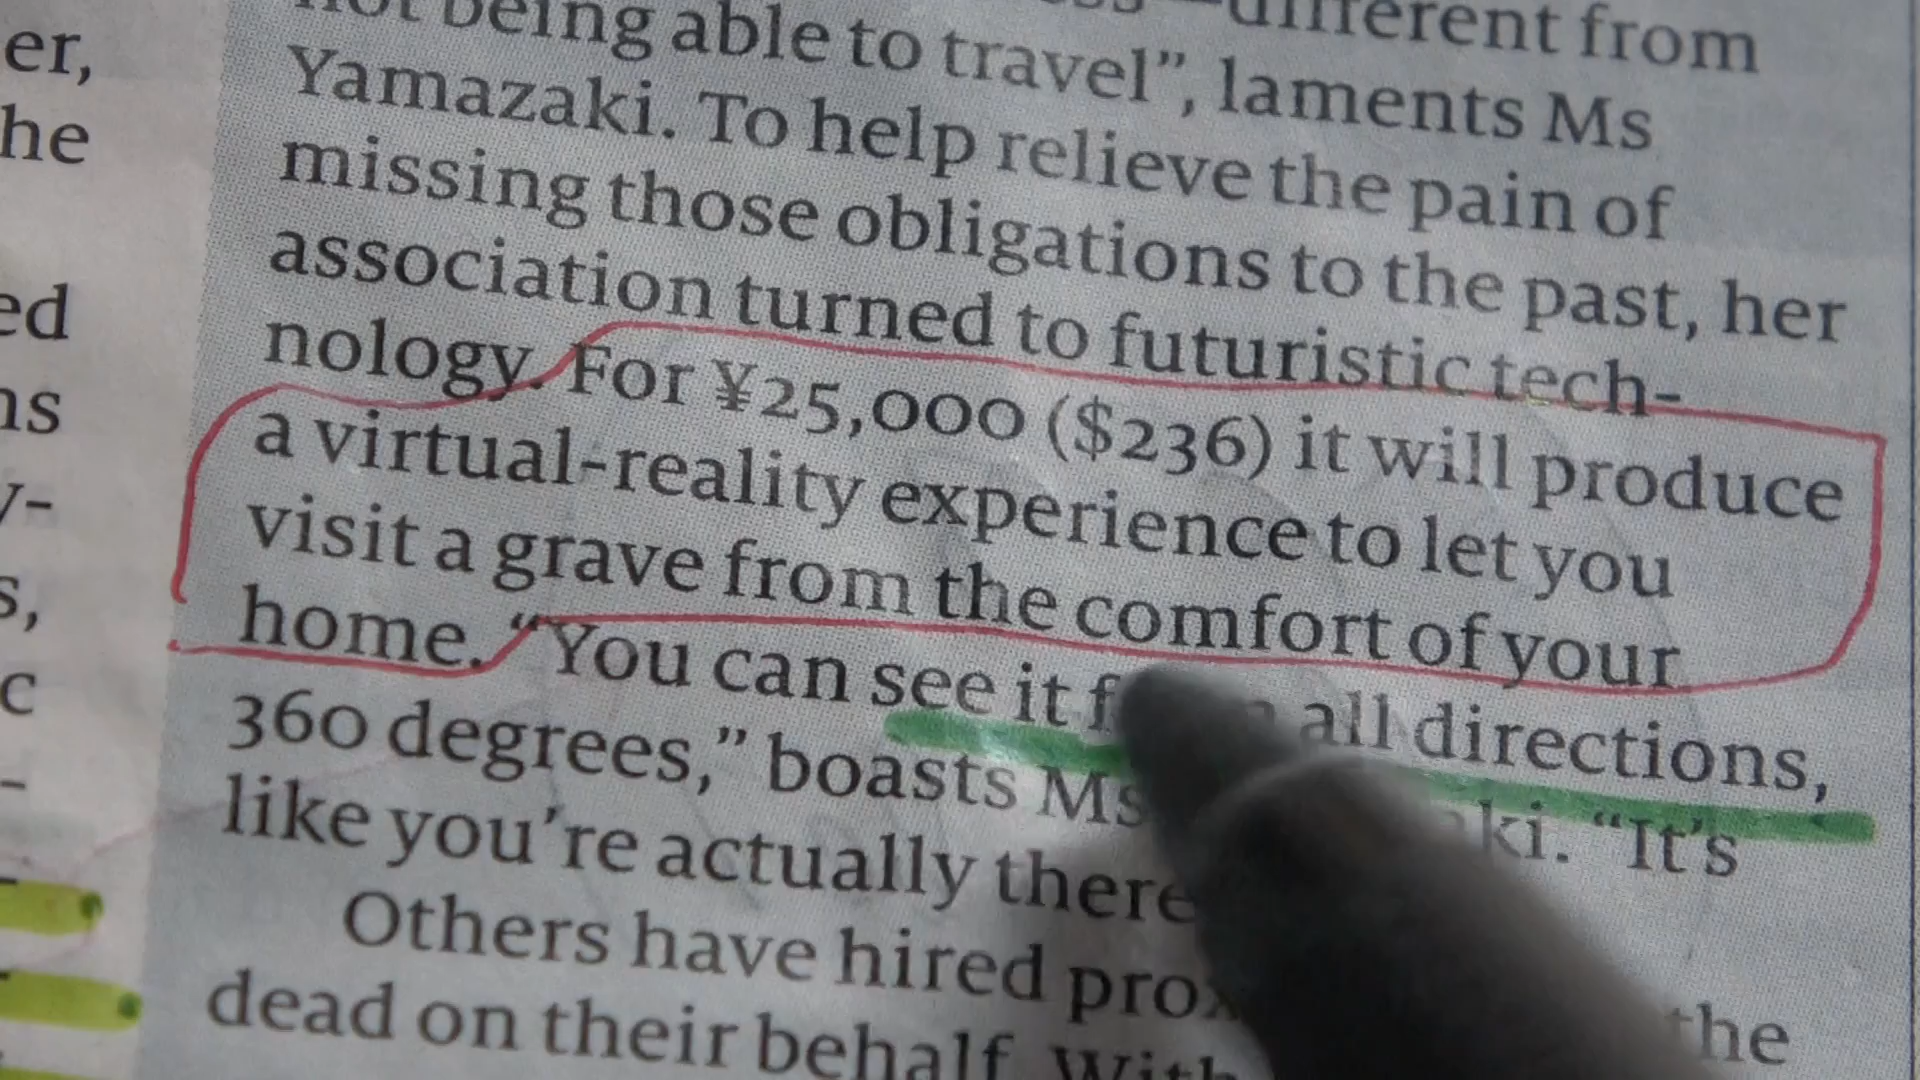 er,
he
ed
ns
y-
s,
c
-
not being able to travel", laments Ms different from
Yamazaki. To help relieve the pain of
missing those obligations to the past, her
association turned to futuristic tech-
nology. For ¥25,000 ($236) it will produce
a virtual-reality experience to let you
visit a grave from the comfort of your
home. "You can see it all directions,
360 degrees," boasts Ms "It's
like you're actually there
Others have hired the
dead on their behalf. With